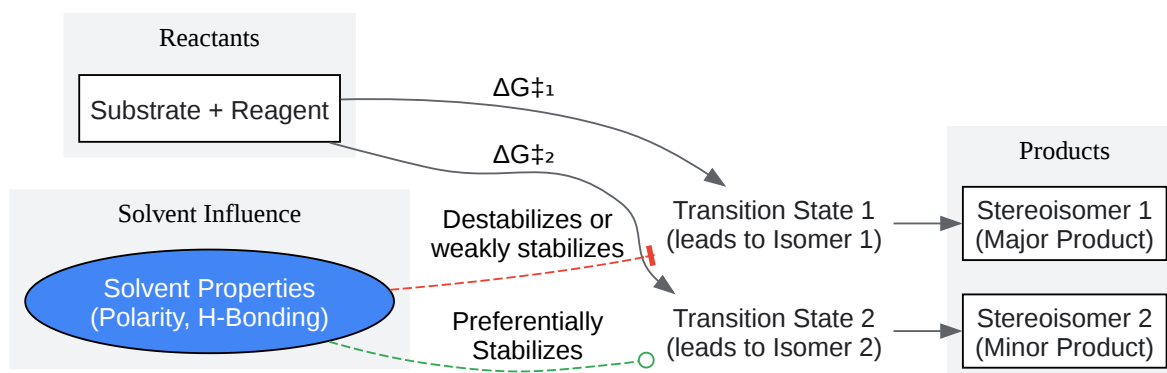 Reactants
Substrate + Reagent
ΔG‡₁
ΔG‡₂
Solvent Influence
Solvent Properties
(Polarity, H-Bonding)
Destabilizes or
weakly stabilizes
Preferentially
Stabilizes
Transition State 1
(leads to Isomer 1)
Transition State 2
(leads to Isomer 2)
Products
Stereoisomer 1
(Major Product)
Stereoisomer 2
(Minor Product)